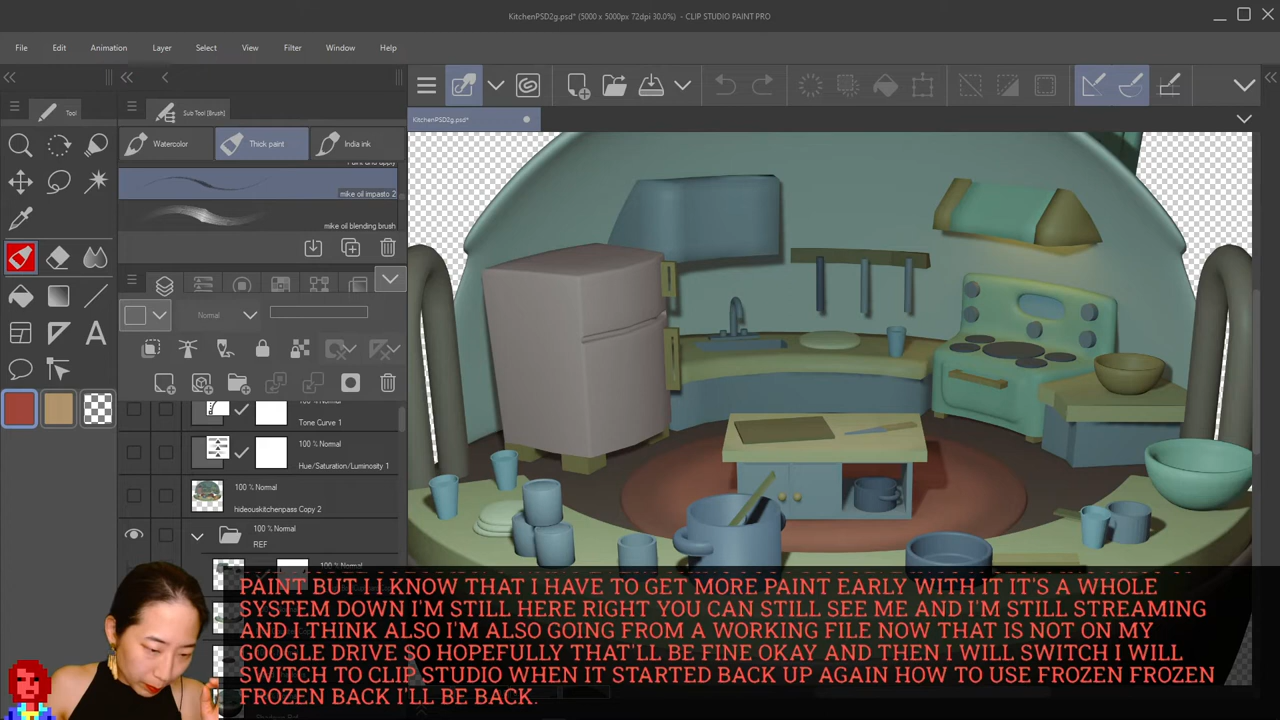 KitchenPSD2g.psd* (5000 x 5000px 72dpi 30.0%) - CLIP STUDIO PAINT PRO
File Edit Animation Layer Select View Filter Window Help
Tool
Sub Tool [Brush]
KitchenPSD2g.psd*
Watercolor Thick paint India ink
Paint and apply
mike oil impasto 2
mike oil blending brush
Normal
Tone Curve 1
100 % Normal
Hue/Saturation/Luminosity 1
100 % Normal
hideouskitchenpass Copy 2
100 % Normal
REF
PAINT BUT I I KNOW THAT I HAVE TO GET MORE PAINT EARLY WITH IT IT'S A WHOLE
SYSTEM DOWN I'M STILL HERE RIGHT YOU CAN STILL SEE ME AND I'M STILL STREAMING
AND I THINK ALSO I'M ALSO GOING FROM A WORKING FILE NOW THAT IS NOT ON MY
GOOGLE DRIVE SO HOPEFULLY THAT'LL BE FINE OKAY AND THEN I WILL SWITCH I WILL
SWITCH TO CLIP STUDIO WHEN IT STARTED BACK UP AGAIN HOW TO USE FROZEN FROZEN
FROZEN BACK I'LL BE BACK.